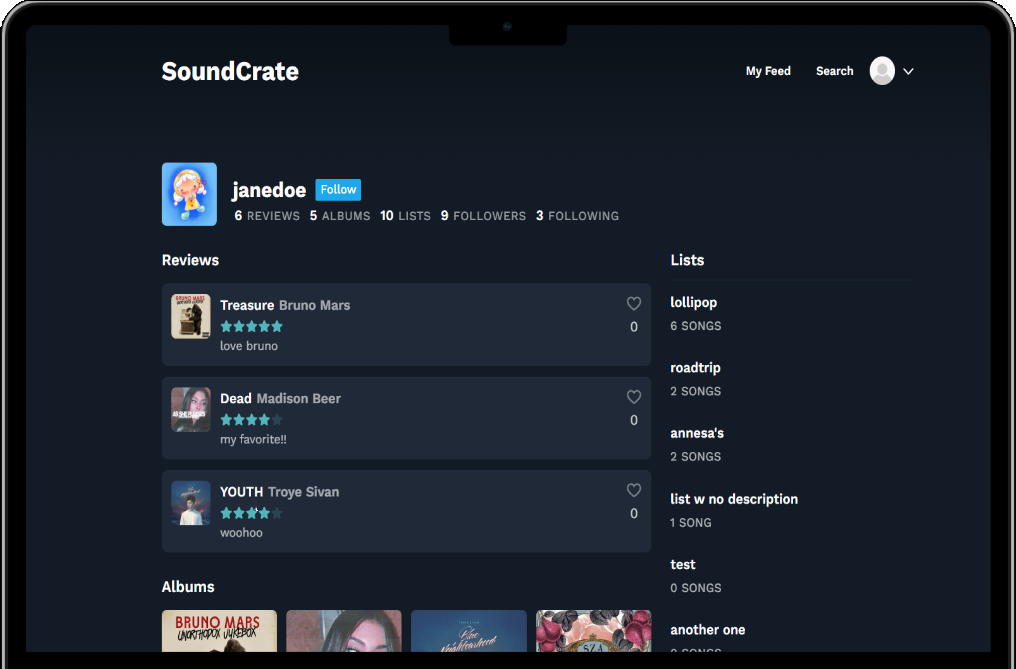 SoundCrate
My Feed Search
janedoe Follow
6 REVIEWS 5 ALBUMS 10 LISTS 9 FOLLOWERS 3 FOLLOWING
Reviews
Treasure Bruno Mars
0
love bruno
Dead Madison Beer
0
my favorite!!
YOUTH Troye Sivan
0
woohoo
Albums
BRUNO MARS
UNORTHODOX JUKEBOX
Blue
Neighbourhood
SZA
Lists
lollipop
6 SONGS
roadtrip
2 SONGS
annesa's
2 SONGS
list w no description
1 SONG
test
0 SONGS
another one